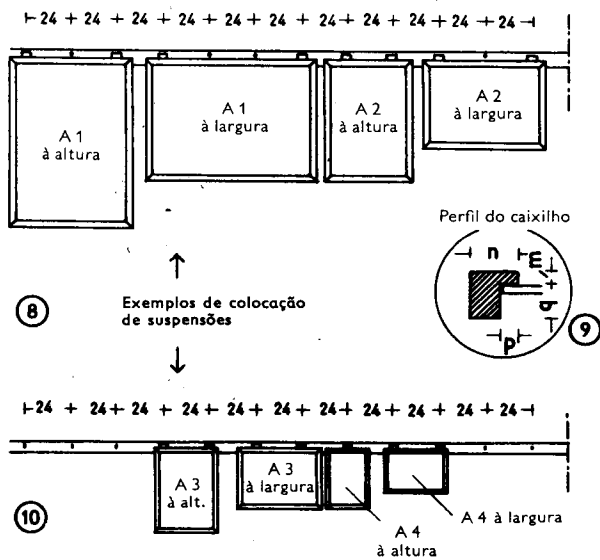 24 + 24 + 24 + 24 + 24 + 24 + 24 + 24 + 24 + 24 + 24
A 1
à altura
A 1
à largura
A 2
à altura
A 2
à largura
Perfil do caixilho
n
m
q
p
8
Exemplos de colocação
de suspensões
9
24 + 24 + 24 + 24 + 24 + 24 + 24 + 24 + 24 + 24 + 24
A 3
à alt.
A 3
à largura
10
A 4
à altura
A 4 à largura